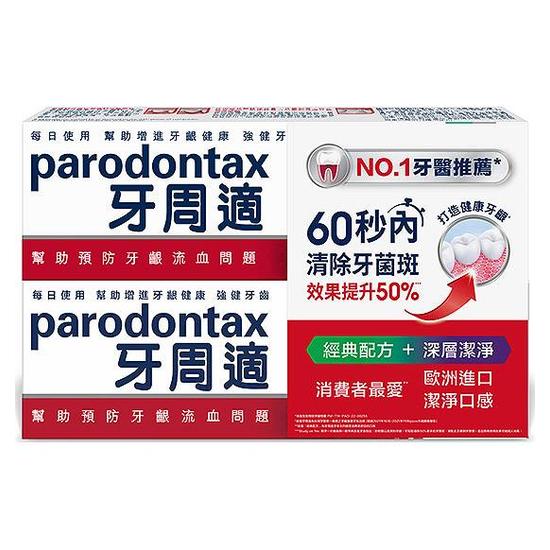 每日使用 幫助增進牙齦健康 強健牙
parodontax
牙周適
幫助預防牙齦流血問題
每日使用 幫助增進牙齦健康 強健牙齒
parodontax
牙周適
幫助預防牙齦流血問題
NO.1牙醫推薦*
60秒內
清除牙菌斑
效果提升50%
打造健康牙齦
經典配方 + 深層潔淨
消費者最愛
歐洲進口
潔淨口感